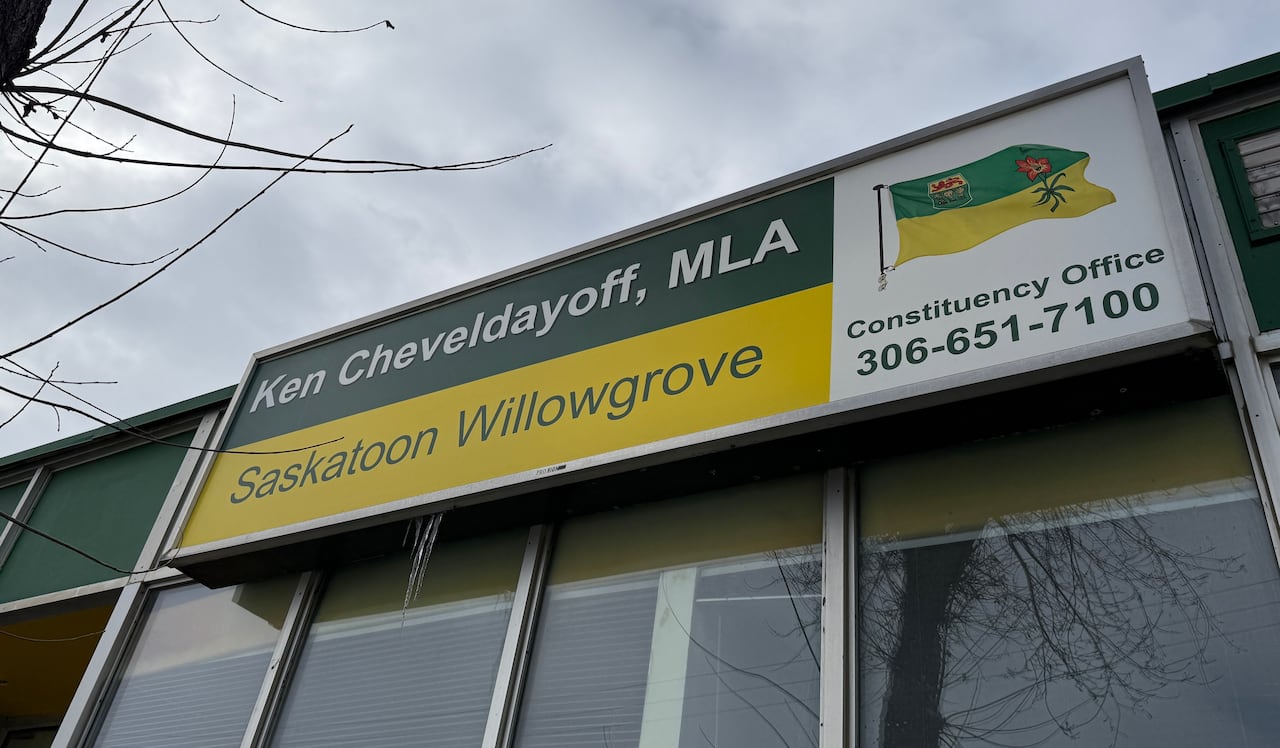 Ken Cheveldayoff, MLA
Saskatoon Willowgrove
Constituency Office
306-651-7100